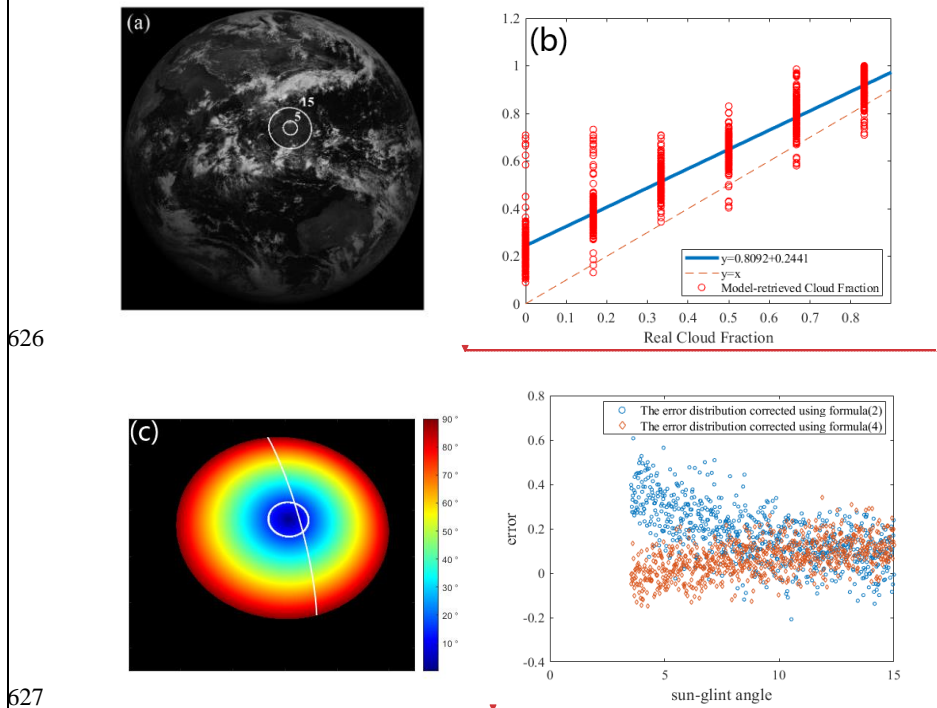 (a)
15
5
(b)
1.2
1
0.8
0.6
0.4
0.2
0
y=0.8092+0.2441
y=x
Model-retrieved Cloud Fraction
0 0.1 0.2 0.3 0.4 0.5 0.6 0.7 0.8
Real Cloud Fraction
626
(c)
90 °
80 °
70 °
60 °
50 °
40 °
30 °
20 °
10 °
0.8
0.6
0.4
0.2
0
-0.2
-0.4
error
The error distribution corrected using formula(2)
The error distribution corrected using formula(4)
0 5 10 15
sun-glint angle
627